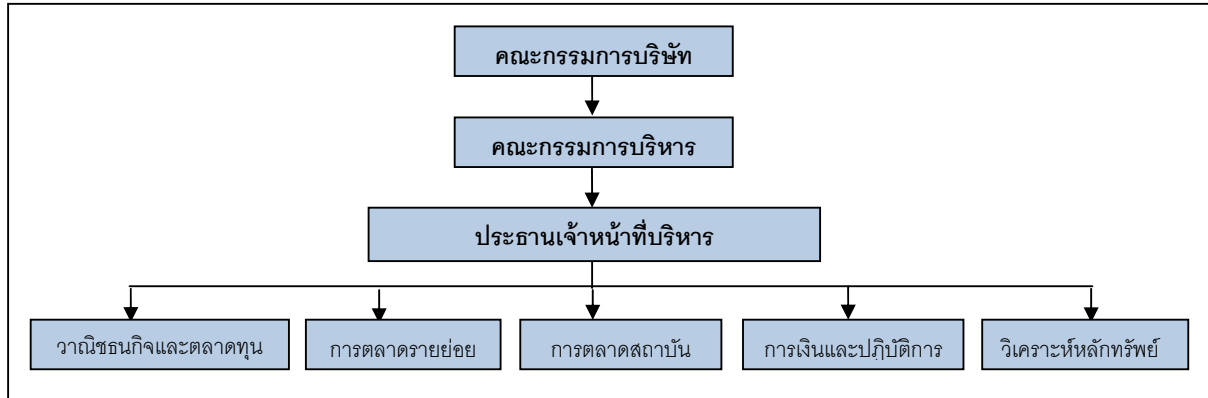 คณะกรรมการบริษัท
คณะกรรมการบริหาร
ประธานเจ้าหน้าที่บริหาร
วาณิชธนกิจและตลาดทุน
การตลาดรายย่อย
การตลาดสถาบัน
การเงินและปฏิบัติการ
วิเคราะห์หลักทรัพย์